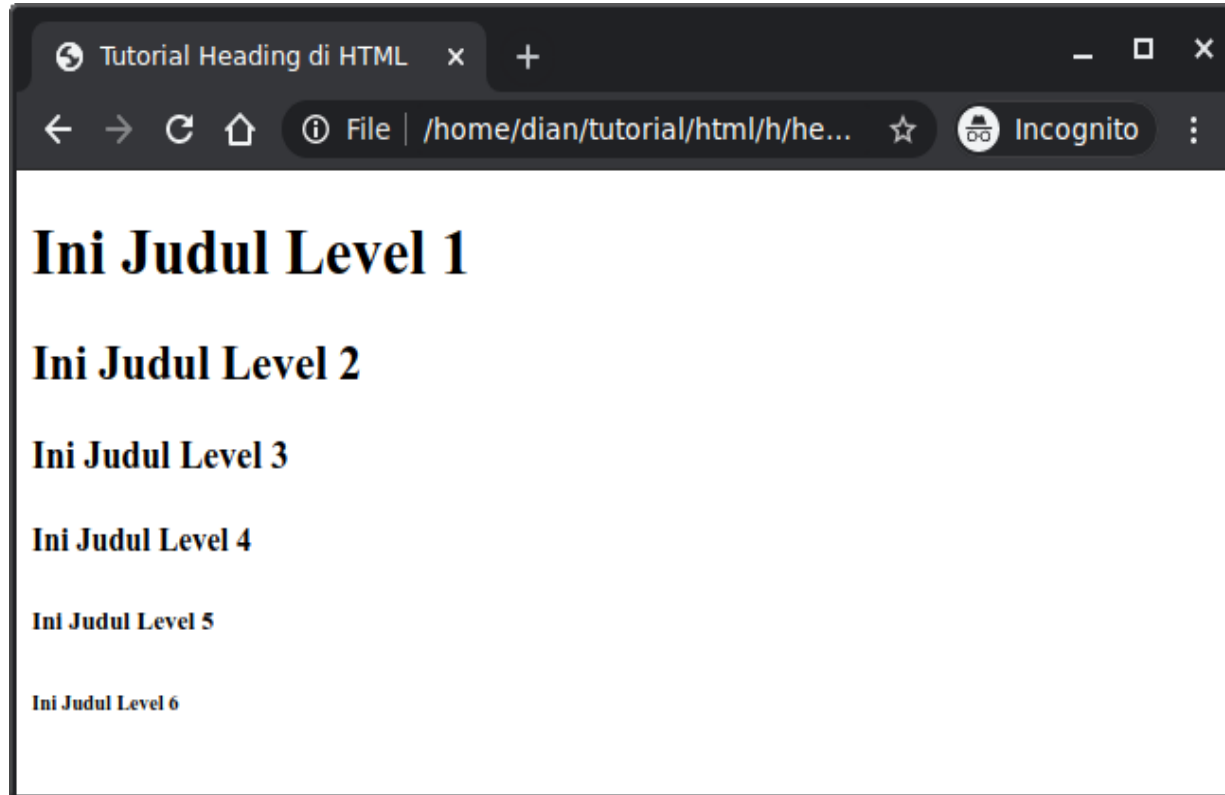 Tutorial Heading di HTML
File | /home/dian/tutorial/html/h/he...
Incognito
Ini Judul Level 1
Ini Judul Level 2
Ini Judul Level 3
Ini Judul Level 4
Ini Judul Level 5
Ini Judul Level 6